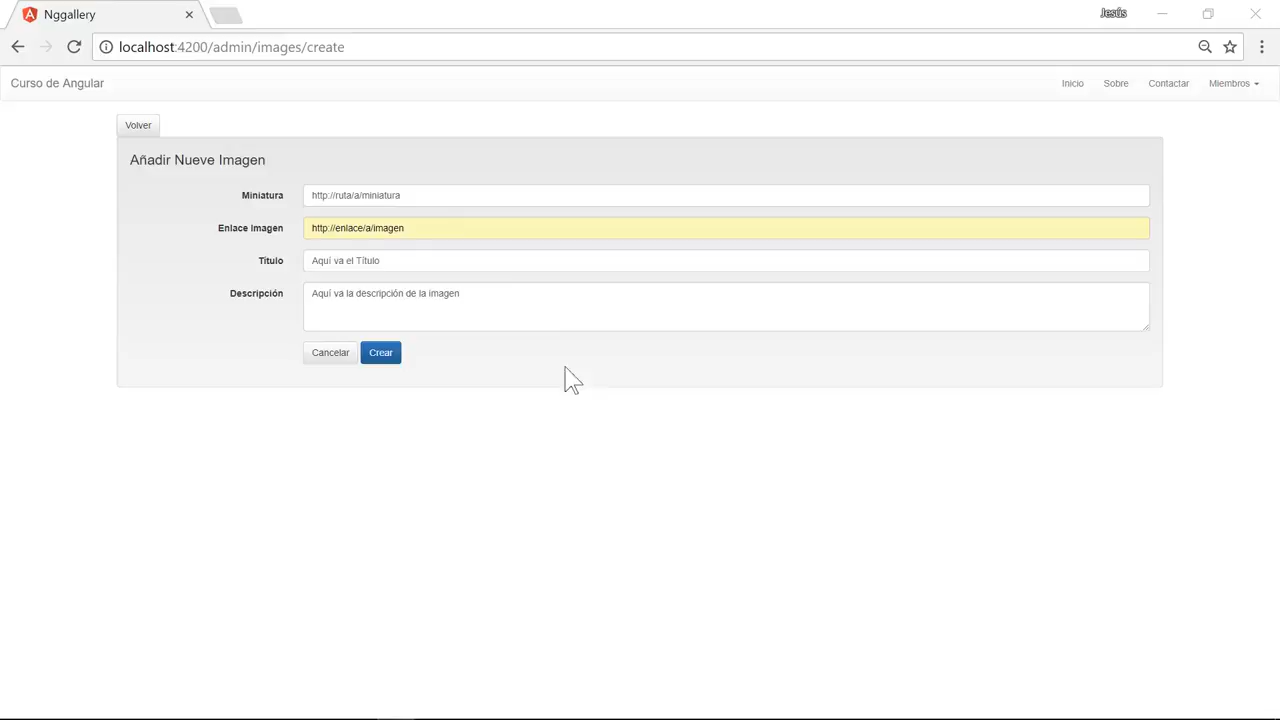 Nggallery
Jesús
localhost:4200/admin/images/create
Curso de Angular
Inicio
Sobre
Contactar
Miembros
Volver
Añadir Nueve Imagen
Miniatura
http://ruta/a/miniatura
Enlace Imagen
http://enlace/a/imagen
Título
Aquí va el Título
Descripción
Aquí va la descripción de la imagen
Cancelar
Crear